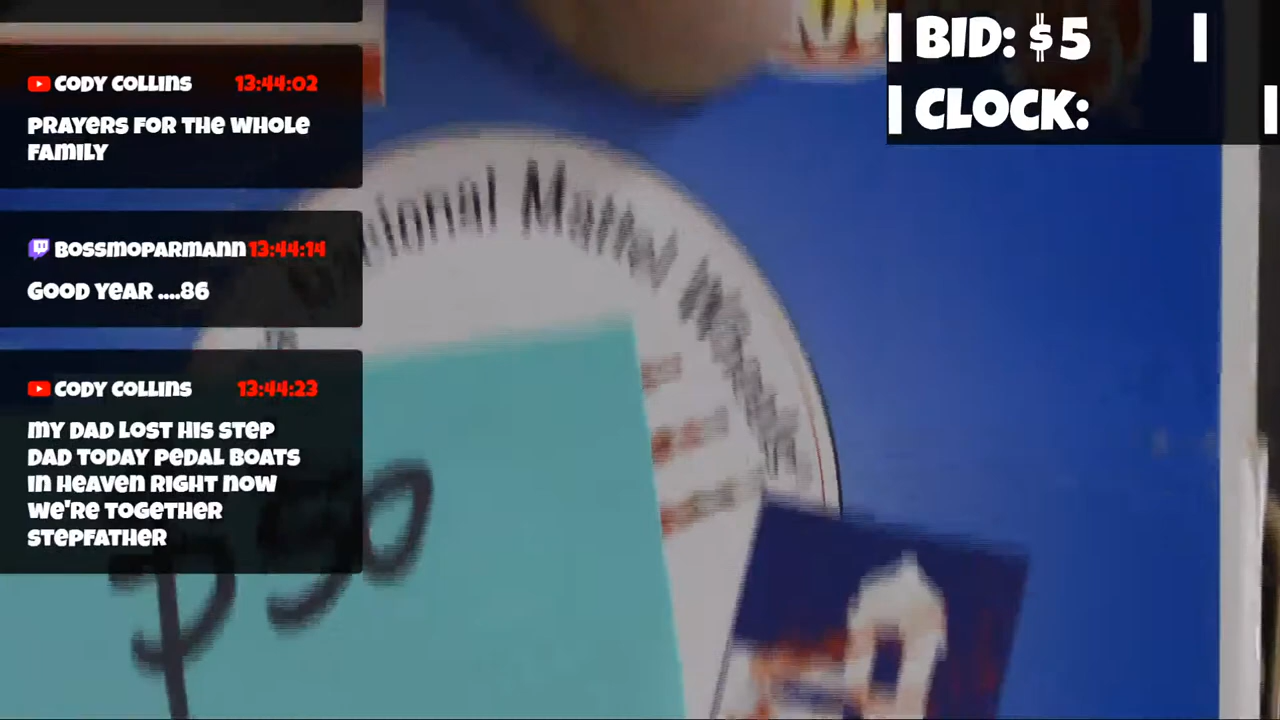 | BID: $5 |
| CLOCK: |
CODY COLLINS 13:44:02
PRAYERS FOR THE WHOLE
FAMILY
BOSSMOPARMANN 13:44:14
GOOD YEAR ....86
CODY COLLINS 13:44:23
MY DAD LOST HIS STEP
DAD TODAY PEDAL BOATS
IN HEAVEN RIGHT NOW
WE'RE TOGETHER
STEPFATHER
Mattel
P50